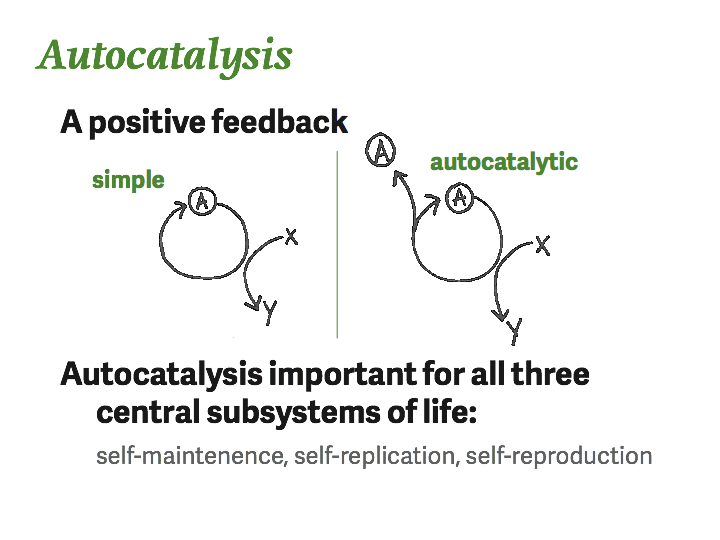 Autocatalysis
A positive feedback
simple
A
X
Y
A
autocatalytic
A
X
Y
Autocatalysis important for all three
central subsystems of life:
self-maintenence, self-replication, self-reproduction